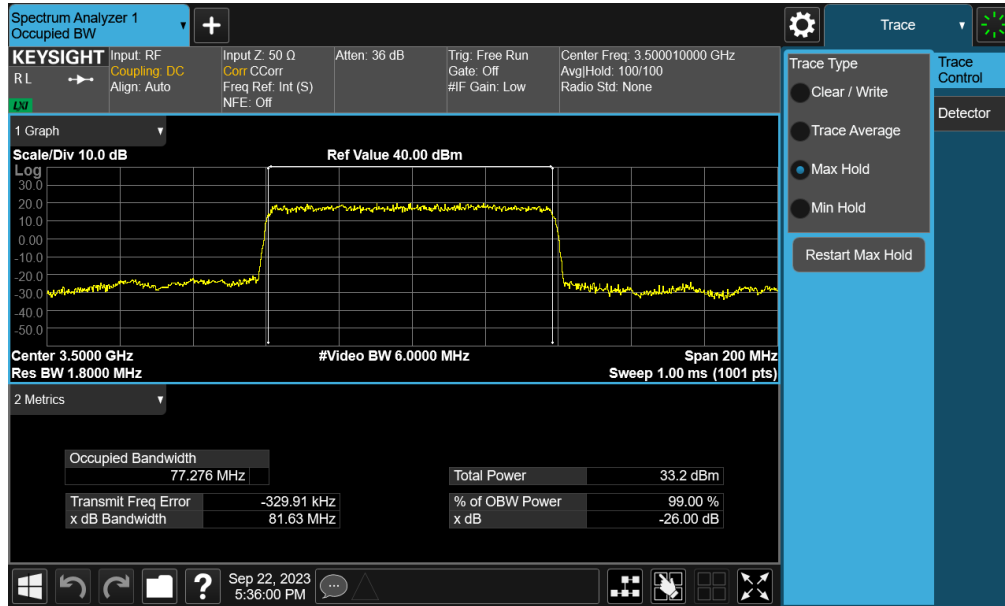 Spectrum Analyzer 1
Occupied BW
+
Trace
KEYSIGHT
R L
LXI
Input: RF
Coupling: DC
Align: Auto
Input Z: 50 Ω
Corr CCorr
Freq Ref: Int (S)
NFE: Off
Atten: 36 dB
Trig: Free Run
Gate: Off
#IF Gain: Low
Center Freq: 3.500010000 GHz
Avg|Hold: 100/100
Radio Std: None
Trace Type
Clear / Write
Trace Average
Max Hold
Min Hold
Restart Max Hold
Trace
Control
Detector
1 Graph
Scale/Div 10.0 dB
Ref Value 40.00 dBm
Log
30.0
20.0
10.0
0.00
-10.0
-20.0
-30.0
-40.0
-50.0
Center 3.5000 GHz
#Video BW 6.0000 MHz
Span 200 MHz
Res BW 1.8000 MHz
Sweep 1.00 ms (1001 pts)
2 Metrics
Occupied Bandwidth
77.276 MHz
Total Power 33.2 dBm
Transmit Freq Error -329.91 kHz
% of OBW Power 99.00 %
x dB Bandwidth 81.63 MHz
x dB -26.00 dB
?
Sep 22, 2023
5:36:00 PM